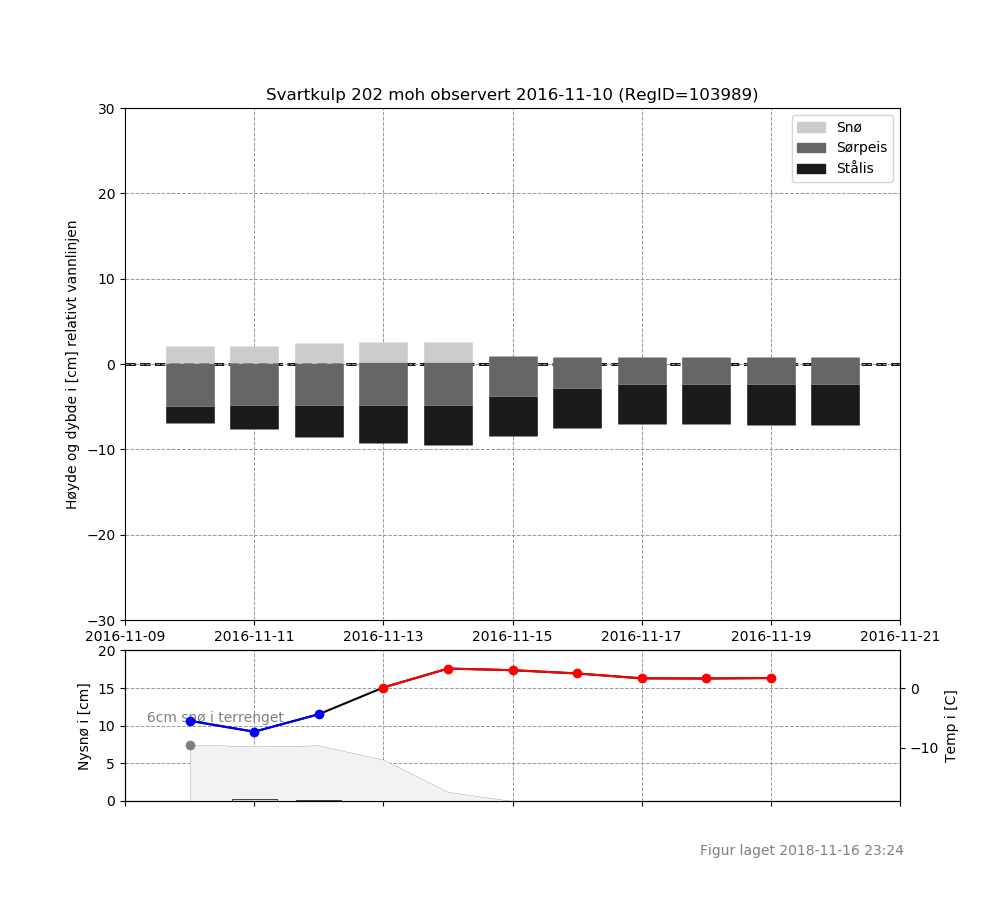 Svartkulp 202 moh observert 2016-11-10 (RegID=103989)
Snø
Sørpeis
Stålis
Høyde og dybde i [cm] relativt vannlinjen
30
20
10
0
−10
−20
−30
2016-11-09 2016-11-11 2016-11-13 2016-11-15 2016-11-17 2016-11-19 2016-11-21
Nysnø i [cm]
20
15
10
5
0
6cm snø i terrenget
0
−10
Temp i [C]
Figur laget 2018-11-16 23:24